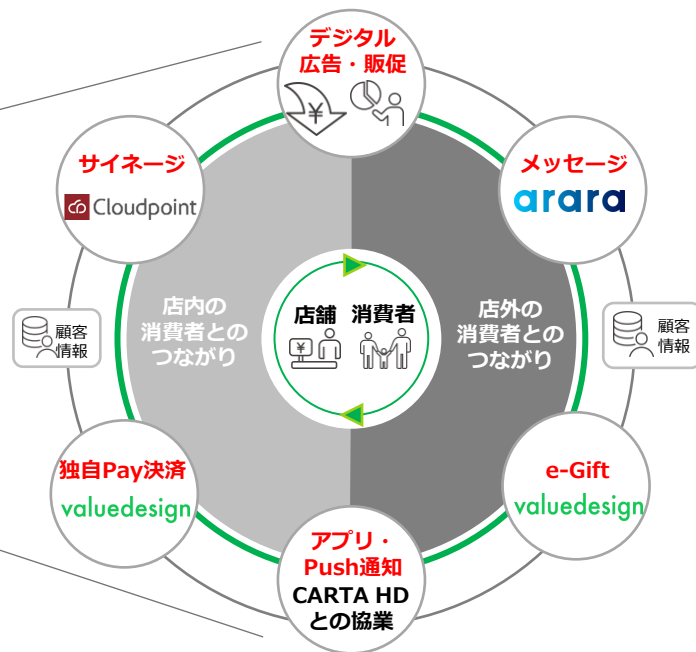 デジタル
広告・販促
¥
サイネージ
Cloudpoint
メッセージ
arara
店内の
消費者との
つながり
店舗 消費者
¥
店外の
消費者との
つながり
顧客
情報
顧客
情報
独自Pay決済
valuedesign
e-Gift
valuedesign
アプリ・
Push通知
CARTA HD
との協業